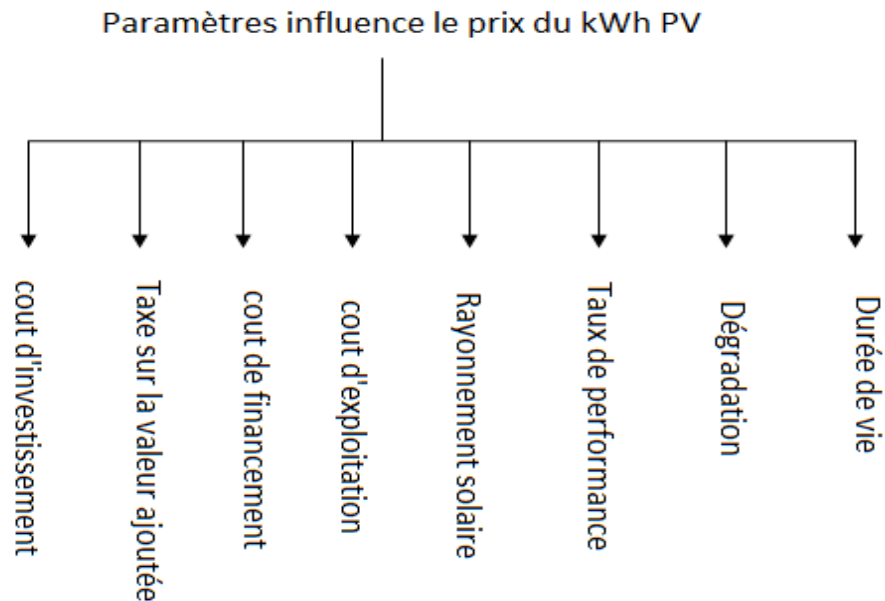 Paramètres influence le prix du kWh PV
cout d'investissement
Taxe sur la valeur ajoutée
cout de financement
cout d'exploitation
Rayonnement solaire
Taux de performance
Dégradation
Durée de vie